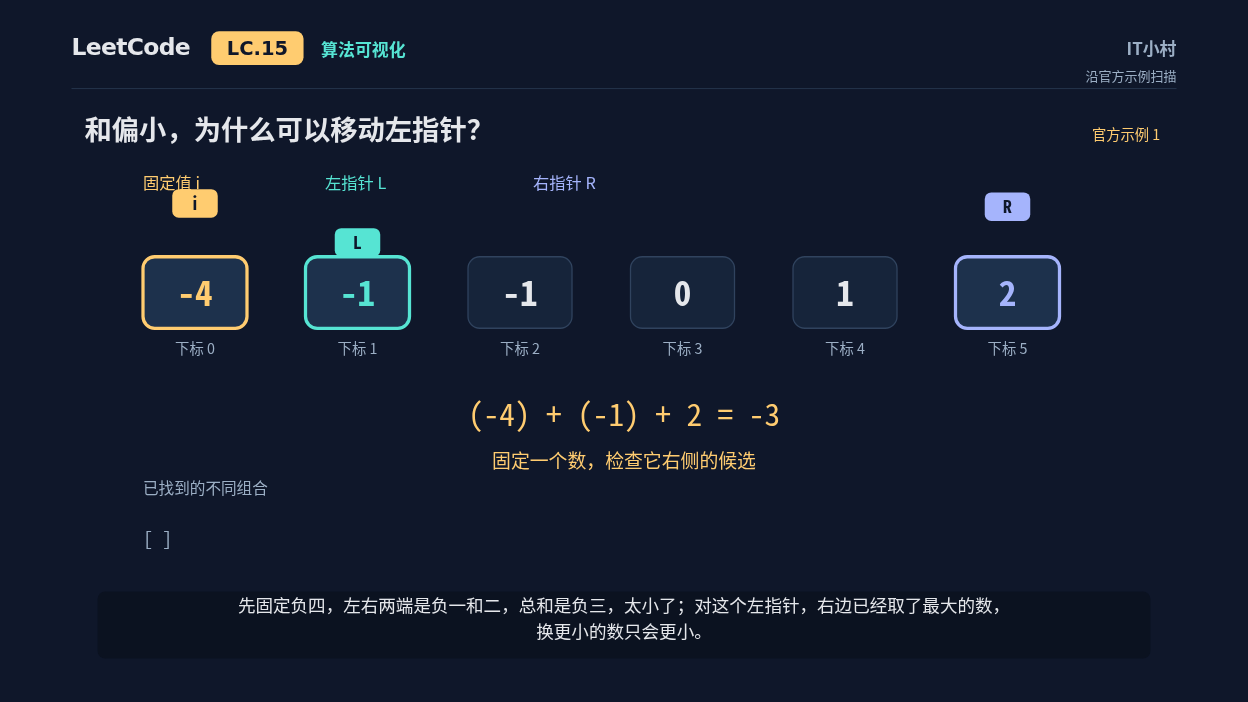 LeetCode LC.15 算法可视化 IT小村
沿官方示例扫描
和偏小，为什么可以移动左指针？
官方示例 1
固定值 i 左指针 L 右指针 R
i R
L
-4 -1 -1 0 1 2
下标 0 下标 1 下标 2 下标 3 下标 4 下标 5
(-4) + (-1) + 2 = -3
固定一个数，检查它右侧的候选
已找到的不同组合
[ ]
先固定负四，左右两端是负一和二，总和是负三，太小了；对这个左指针，右边已经取了最大的数，
换更小的数只会更小。